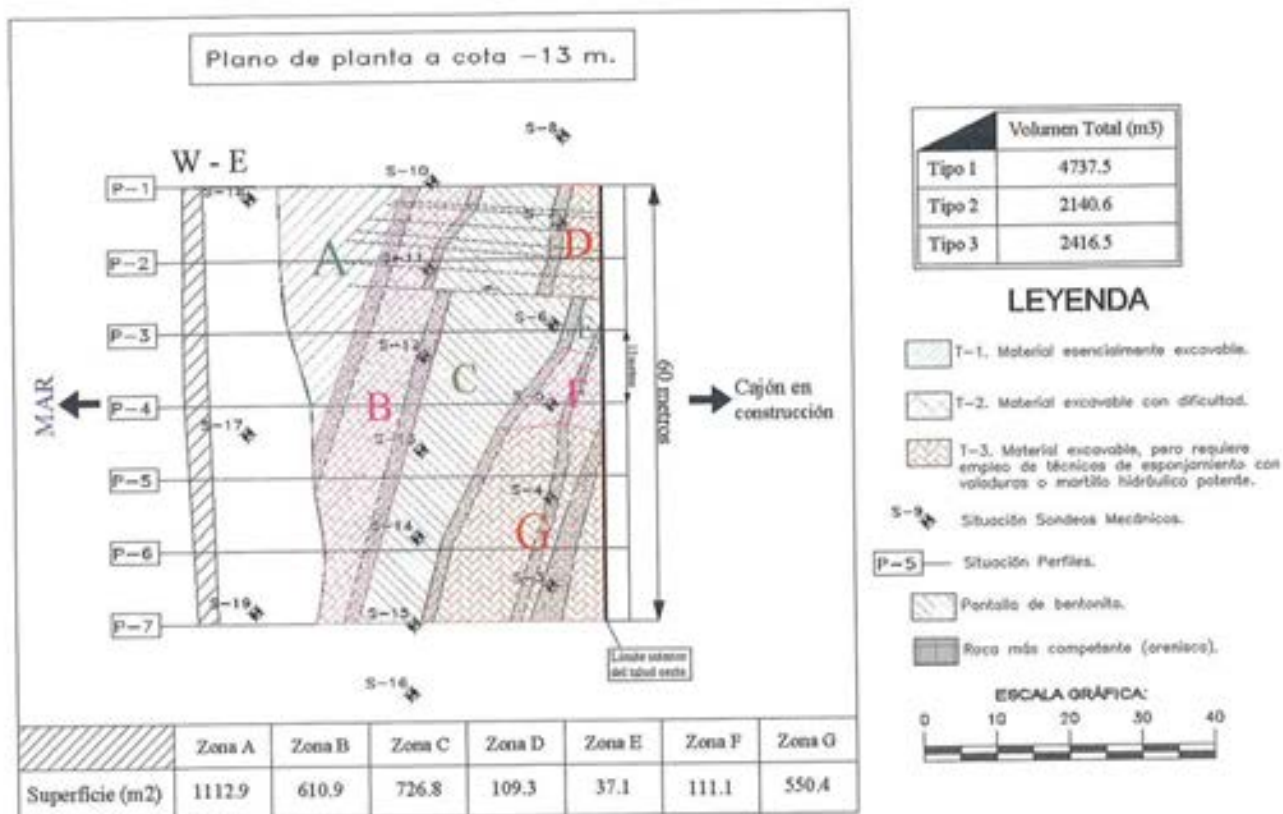 Plano de planta a cota -13 m.
W - E
S-8
S-10
P-1
P-2
P-3
P-4
P-5
P-6
P-7
S-11
S-6
S-12
S-17
S-4
S-14
S-3
S-19
S-15
S-16
A
B
C
D
F
G
MAR
60 metros
Cajón en
construcción
del talud oeste
Zona A Zona B Zona C Zona D Zona E Zona F Zona G
Superficie (m2) 1112.9 610.9 726.8 109.3 37.1 111.1 550.4
Volumen Total (m3)
Tipo 1 4737.5
Tipo 2 2140.6
Tipo 3 2416.5
LEYENDA
T-1. Material esencialmente excavable.
T-2. Material excavable con dificultad.
T-3. Material excavable, pero requiere
empleo de técnicas de esponjamiento con
voladuras o martillo hidráulico potente.
S-9 Situación Sondeos Mecánicos.
P-5 Situación Perfiles.
Pantalla de bentonita.
Roca más competente (arenisca).
ESCALA GRÁFICA:
0 10 20 30 40